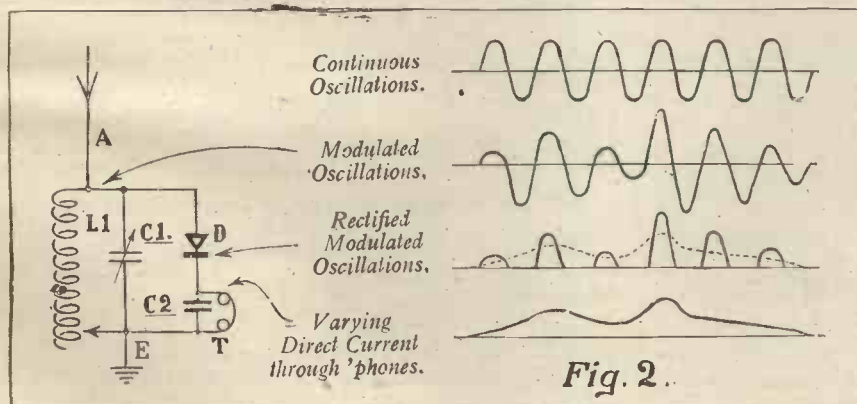 A
L1
C1.
D
C2
E
T
Continuous
Oscillations.
Modulated
Oscillations.
Rectified
Modulated
Oscillations.
Varying
Direct Current
through 'phones.
Fig. 2.